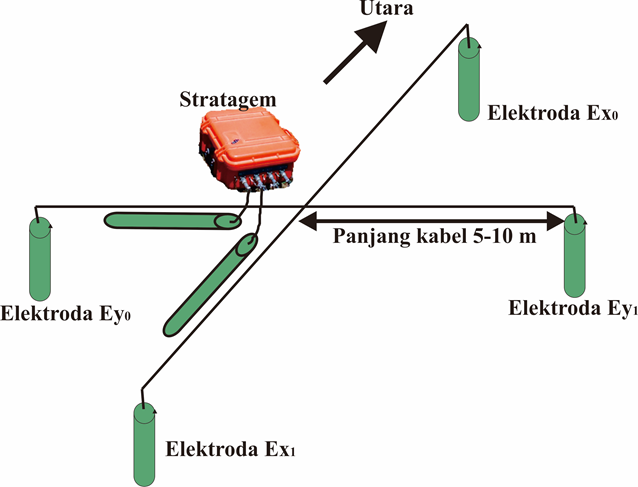 Utara
Stratagem
Elektroda Ex0
Panjang kabel 5-10 m
Elektroda Ey0
Elektroda Ey1
Elektroda Ex1